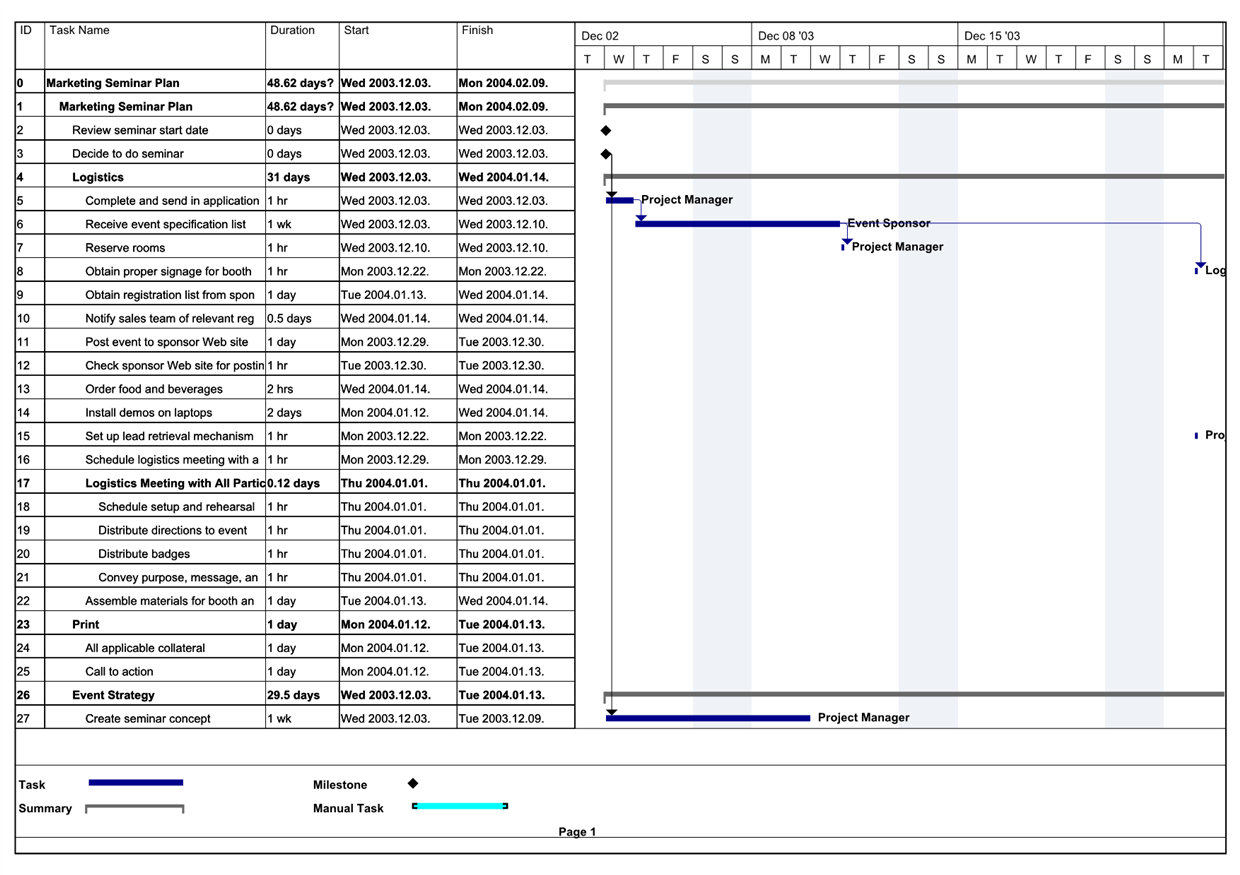 ID Task Name Duration Start Finish Dec 02 Dec 08 '03 Dec 15 '03
T W T F S S M T W T F S S M T W T F S S M T
0 Marketing Seminar Plan 48.62 days? Wed 2003.12.03. Mon 2004.02.09.
1 Marketing Seminar Plan 48.62 days? Wed 2003.12.03. Mon 2004.02.09.
2 Review seminar start date 0 days Wed 2003.12.03. Wed 2003.12.03.
3 Decide to do seminar 0 days Wed 2003.12.03. Wed 2003.12.03.
4 Logistics 31 days Wed 2003.12.03. Wed 2004.01.14.
5 Complete and send in application 1 hr Wed 2003.12.03. Wed 2003.12.03. Project Manager
6 Receive event specification list 1 wk Wed 2003.12.03. Wed 2003.12.10. Event Sponsor
7 Reserve rooms 1 hr Wed 2003.12.10. Wed 2003.12.10. Project Manager
8 Obtain proper signage for booth 1 hr Mon 2003.12.22. Mon 2003.12.22. Log
9 Obtain registration list from spon 1 day Tue 2004.01.13. Wed 2004.01.14.
10 Notify sales team of relevant reg 0.5 days Wed 2004.01.14. Wed 2004.01.14.
11 Post event to sponsor Web site 1 day Mon 2003.12.29. Tue 2003.12.30.
12 Check sponsor Web site for postin 1 hr Tue 2003.12.30. Tue 2003.12.30.
13 Order food and beverages 2 hrs Wed 2004.01.14. Wed 2004.01.14.
14 Install demos on laptops 2 days Mon 2004.01.12. Wed 2004.01.14.
15 Set up lead retrieval mechanism 1 hr Mon 2003.12.22. Mon 2003.12.22. Pro
16 Schedule logistics meeting with a 1 hr Mon 2003.12.29. Mon 2003.12.29.
17 Logistics Meeting with All Partic 0.12 days Thu 2004.01.01. Thu 2004.01.01.
18 Schedule setup and rehearsal 1 hr Thu 2004.01.01. Thu 2004.01.01.
19 Distribute directions to event 1 hr Thu 2004.01.01. Thu 2004.01.01.
20 Distribute badges 1 hr Thu 2004.01.01. Thu 2004.01.01.
21 Convey purpose, message, an 1 hr Thu 2004.01.01. Thu 2004.01.01.
22 Assemble materials for booth an 1 day Tue 2004.01.13. Wed 2004.01.14.
23 Print 1 day Mon 2004.01.12. Tue 2004.01.13.
24 All applicable collateral 1 day Mon 2004.01.12. Tue 2004.01.13.
25 Call to action 1 day Mon 2004.01.12. Tue 2004.01.13.
26 Event Strategy 29.5 days Wed 2003.12.03. Tue 2004.01.13.
27 Create seminar concept 1 wk Wed 2003.12.03. Tue 2003.12.09. Project Manager
Task Milestone
Summary Manual Task
Page 1